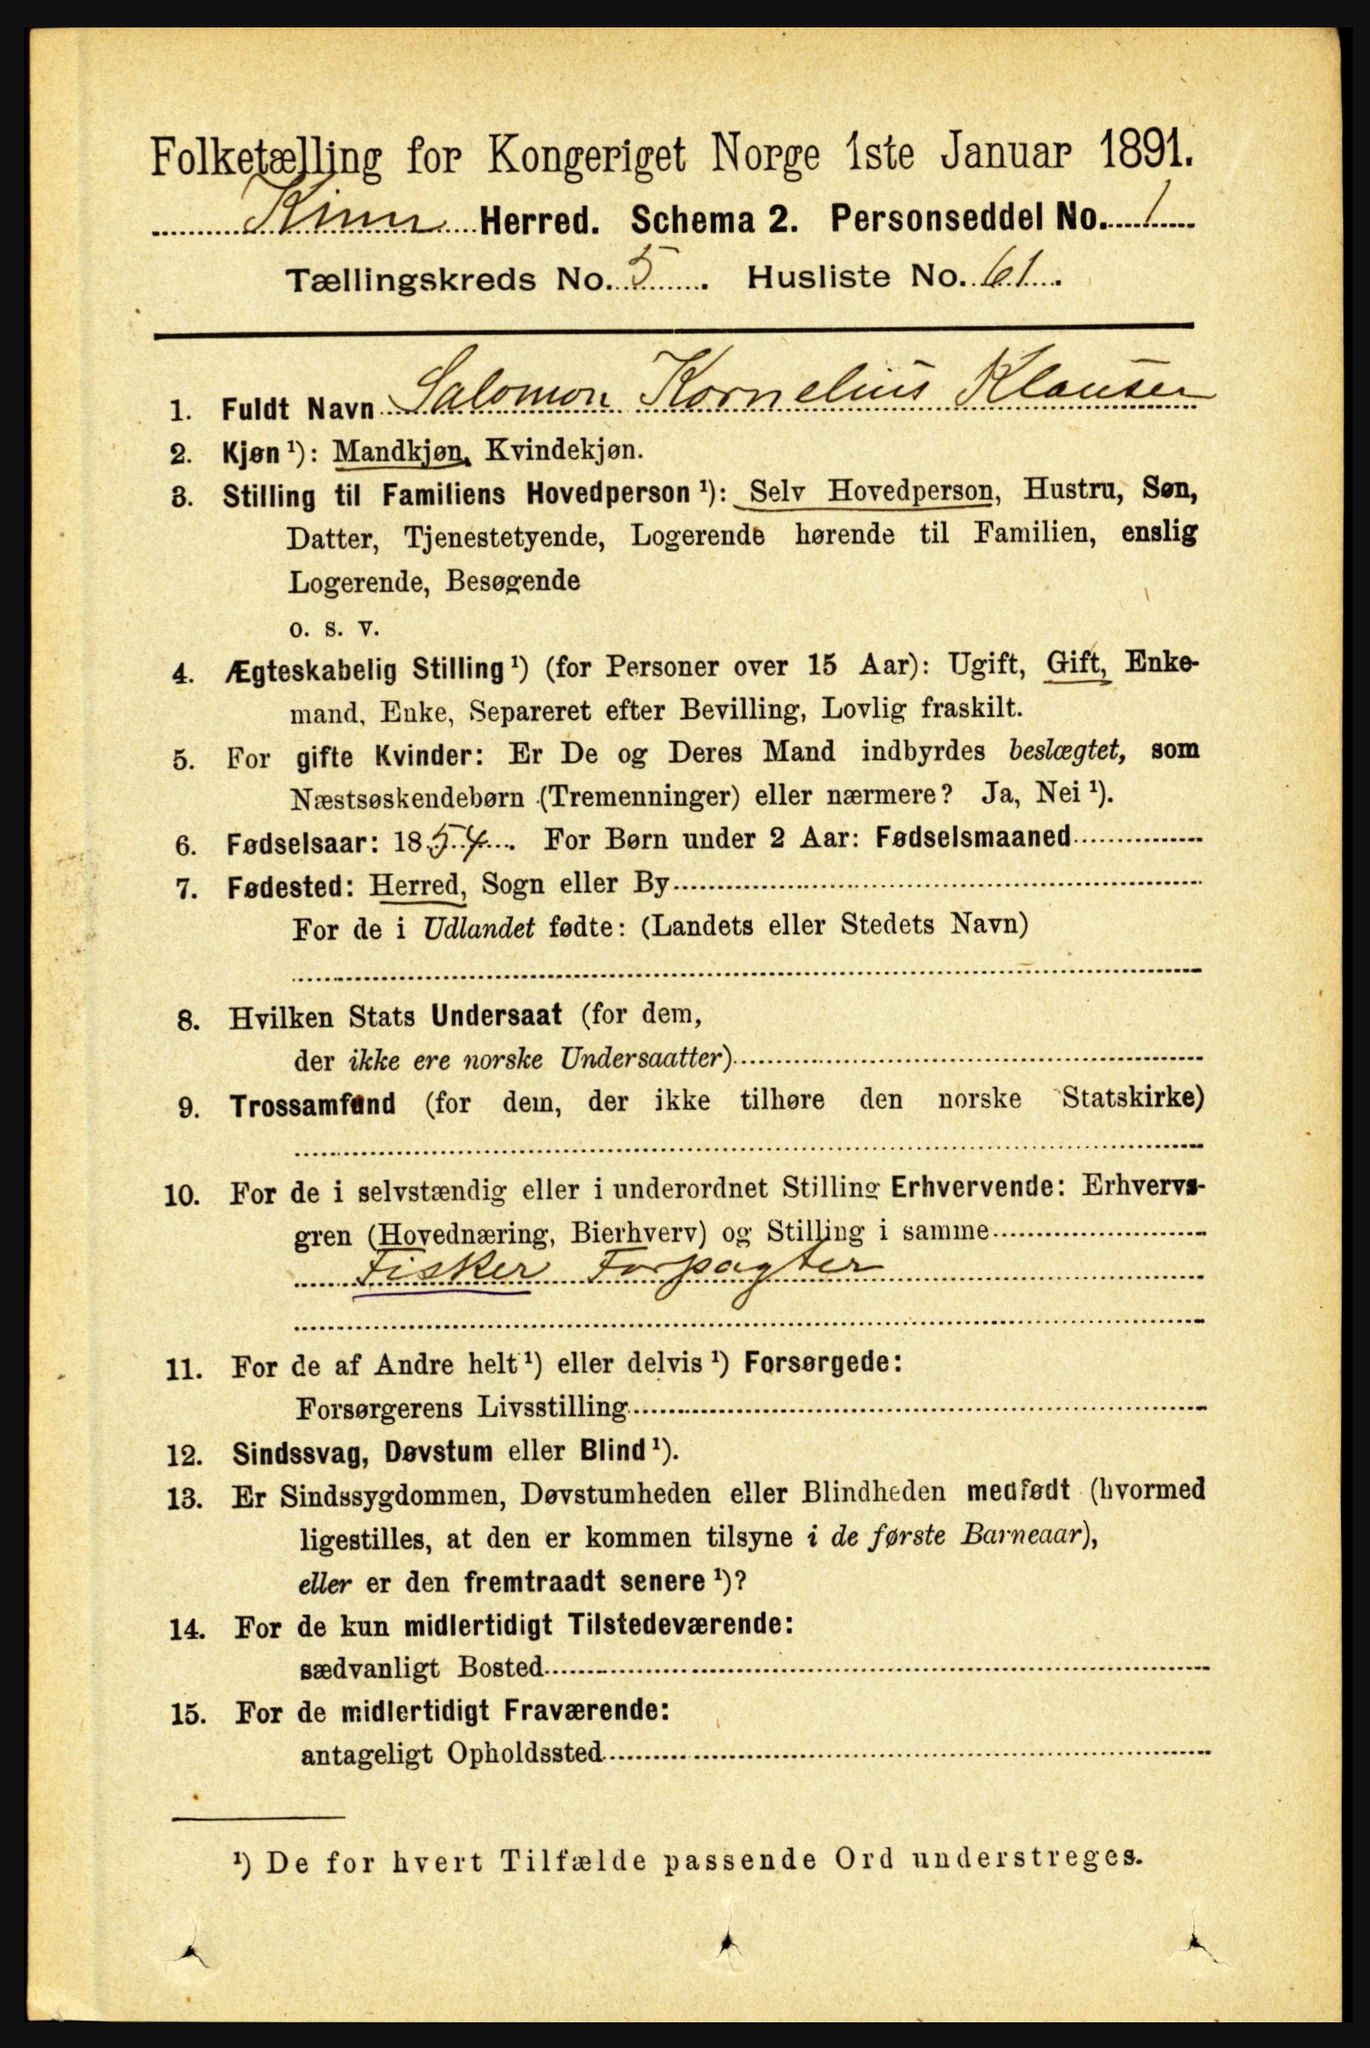 Folketælling for Kongeriget Norge 1ste Januar 1891.
Kinn Herred. Schema 2. Personseddel No. 1
Tællingskreds No. 5. Husliste No. 61.
1. Fuldt Navn Salomon Kornelius Klausen
2. Kjøn ¹): Mandkjøn, Kvindekjøn.
3. Stilling til Familiens Hovedperson ¹): Selv Hovedperson, Hustru, Søn,
Datter, Tjenestetyende, Logerende hørende til Familien, enslig
Logerende, Besøgende
o. s. v.
4. Ægteskabelig Stilling ¹) (for Personer over 15 Aar): Ugift, Gift, Enke-
mand, Enke, Separeret efter Bevilling, Lovlig fraskilt.
5. For gifte Kvinder: Er De og Deres Mand indbyrdes beslægtet, som
Næstsøskendebørn (Tremenninger) eller nærmere? Ja, Nei ¹).
6. Fødselsaar: 1854. For Børn under 2 Aar: Fødselsmaaned
7. Fødested: Herred, Sogn eller By
For de i Udlandet fødte: (Landets eller Stedets Navn)
8. Hvilken Stats Undersaat (for dem,
der ikke ere norske Undersaatter)
9. Trossamfund (for dem, der ikke tilhøre den norske Statskirke)
10. For de i selvstændig eller i underordnet Stilling Erhvervende: Erhvervs-
gren (Hovednæring, Bierhverv) og Stilling i samme
Fisker Forpagter
11. For de af Andre helt ¹) eller delvis ¹) Forsørgede:
Forsørgerens Livsstilling
12. Sindssvag, Døvstum eller Blind ¹).
13. Er Sindssygdommen, Døvstumheden eller Blindheden medfødt (hvormed
ligestilles, at den er kommen tilsyne i de første Barneaar),
eller er den fremtraadt senere ¹)?
14. For de kun midlertidigt Tilstedeværende:
sædvanligt Bosted
15. For de midlertidigt Fraværende:
antageligt Opholdssted
¹) De for hvert Tilfælde passende Ord understreges.